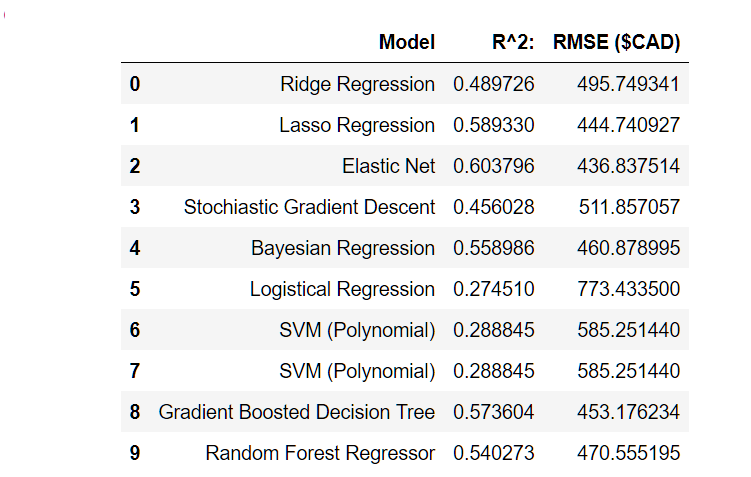 Model R^2: RMSE ($CAD)
0 Ridge Regression 0.489726 495.749341
1 Lasso Regression 0.589330 444.740927
2 Elastic Net 0.603796 436.837514
3 Stochiastic Gradient Descent 0.456028 511.857057
4 Bayesian Regression 0.558986 460.878995
5 Logistical Regression 0.274510 773.433500
6 SVM (Polynomial) 0.288845 585.251440
7 SVM (Polynomial) 0.288845 585.251440
8 Gradient Boosted Decision Tree 0.573604 453.176234
9 Random Forest Regressor 0.540273 470.555195